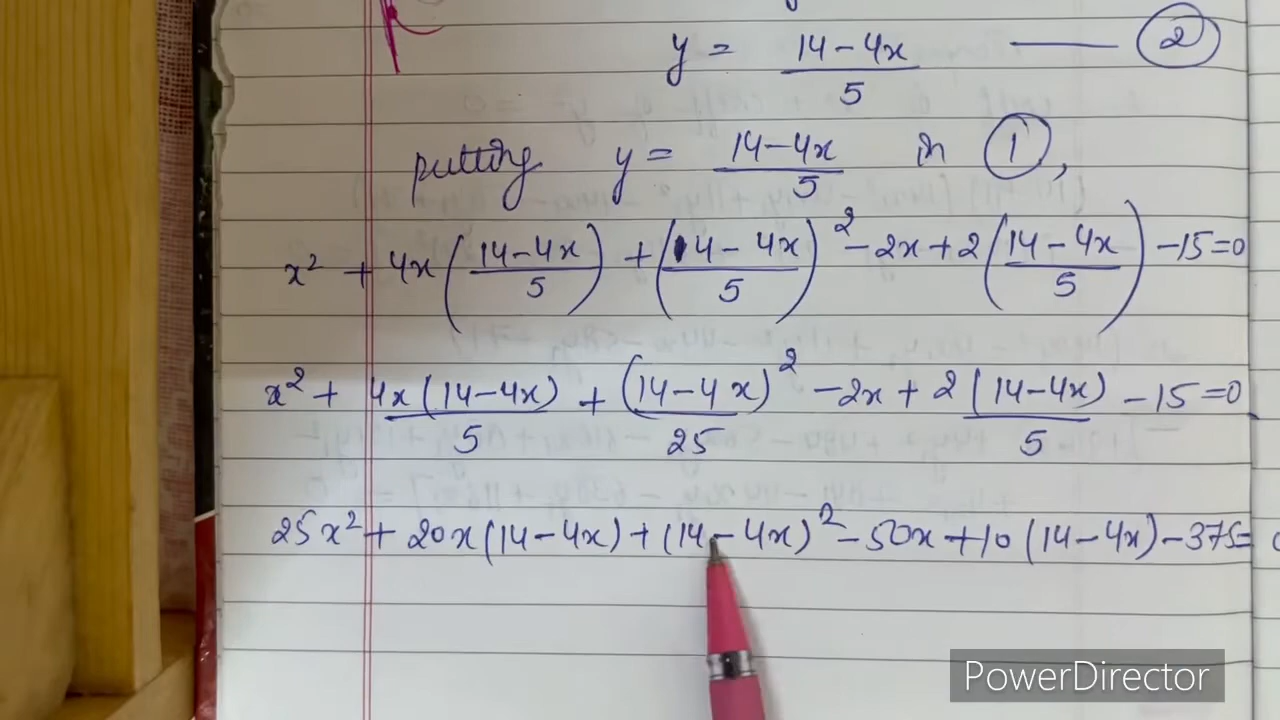 y = (14-4x)/5 —— ②
putting y = (14-4x)/5 in ①,
x² + 4x((14-4x)/5) + ((14-4x)/5)² -2x+2((14-4x)/5) -15=0
x² + 4x(14-4x)/5 + (14-4x)²/25 -2x+2(14-4x)/5 -15=0
25x² + 20x(14-4x)+(14-4x)² -50x+10(14-4x)-375=0
PowerDirector